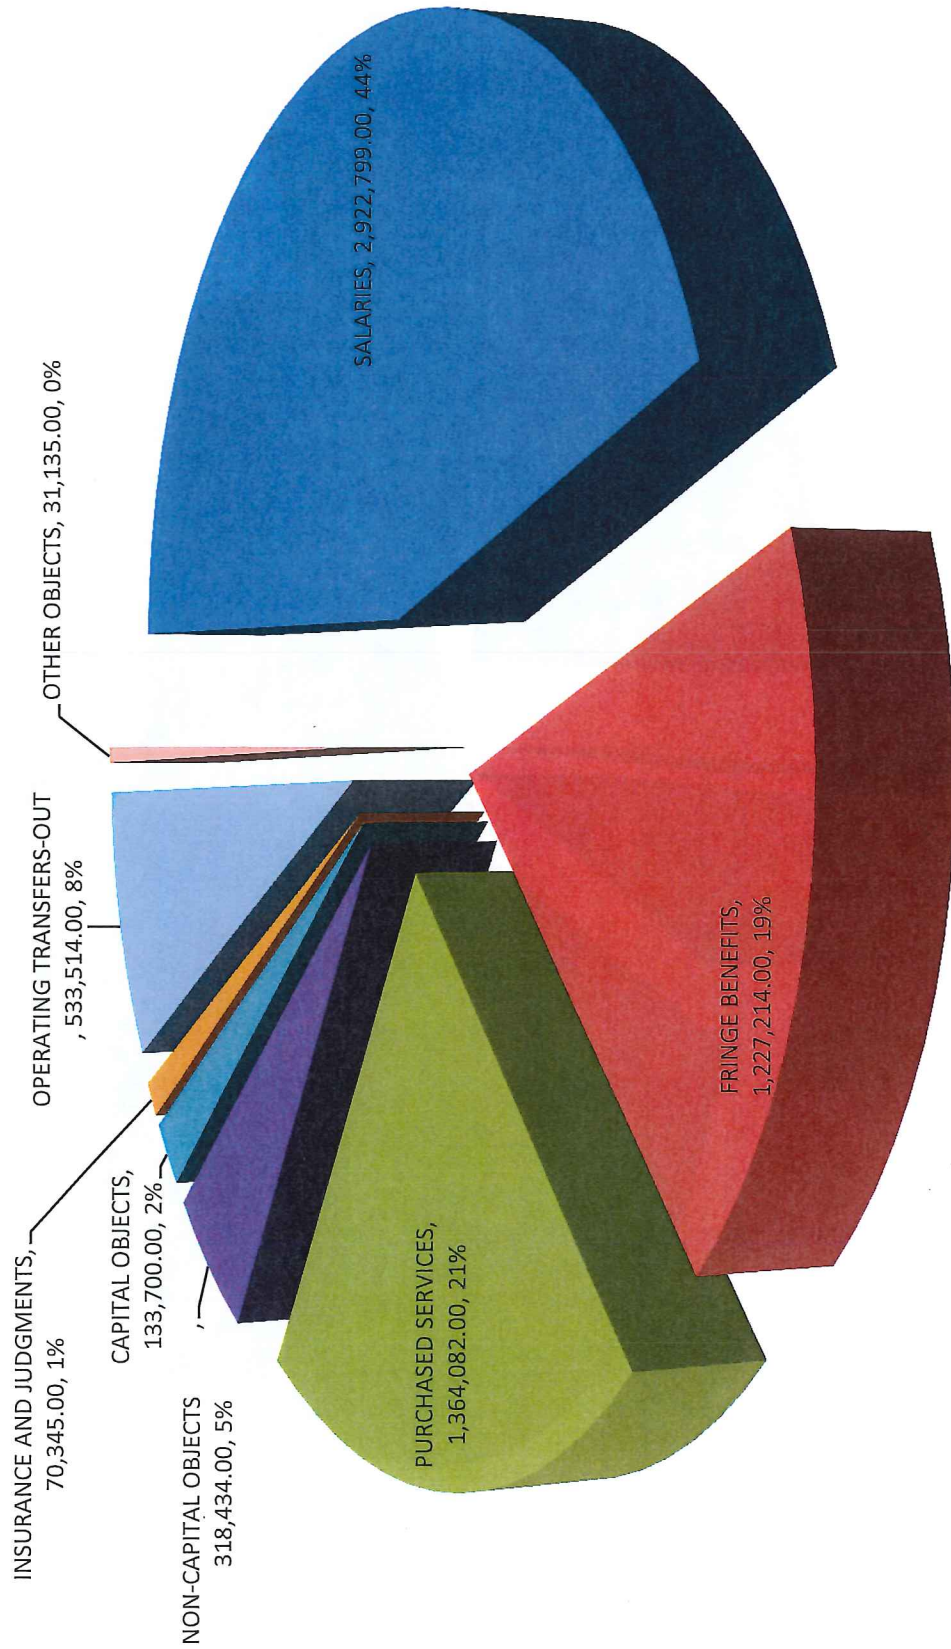 OTHER OBJECTS, 31,135.00, 0%
OPERATING TRANSFERS-OUT
, 533,514.00, 8%
INSURANCE AND JUDGMENTS,
70,345.00, 1%
CAPITAL OBJECTS,
133,700.00, 2%
NON-CAPITAL OBJECTS
,
318,434.00, 5%
SALARIES, 2,922,799.00, 44%
PURCHASED SERVICES,
1,364,082.00, 21%
FRINGE BENEFITS,
1,227,214.00, 19%